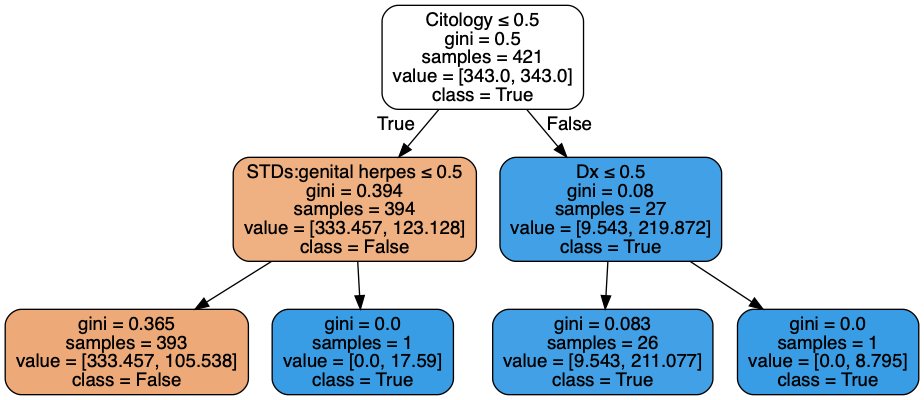 Citology ≤ 0.5
gini = 0.5
samples = 421
value = [343.0, 343.0]
class = True
True
False
STDs:genital herpes ≤ 0.5
gini = 0.394
samples = 394
value = [333.457, 123.128]
class = False
Dx ≤ 0.5
gini = 0.08
samples = 27
value = [9.543, 219.872]
class = True
gini = 0.365
samples = 393
value = [333.457, 105.538]
class = False
gini = 0.0
samples = 1
value = [0.0, 17.59]
class = True
gini = 0.083
samples = 26
value = [9.543, 211.077]
class = True
gini = 0.0
samples = 1
value = [0.0, 8.795]
class = True